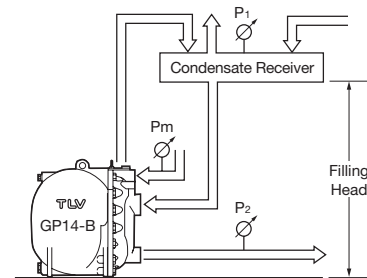 P1
Condensate Receiver
Pm
Filling
Head
TLV
GP14-B
P2